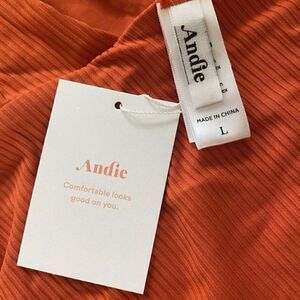 Andie
MADE IN CHINA
L
Andie
Comfortable looks
good on you.